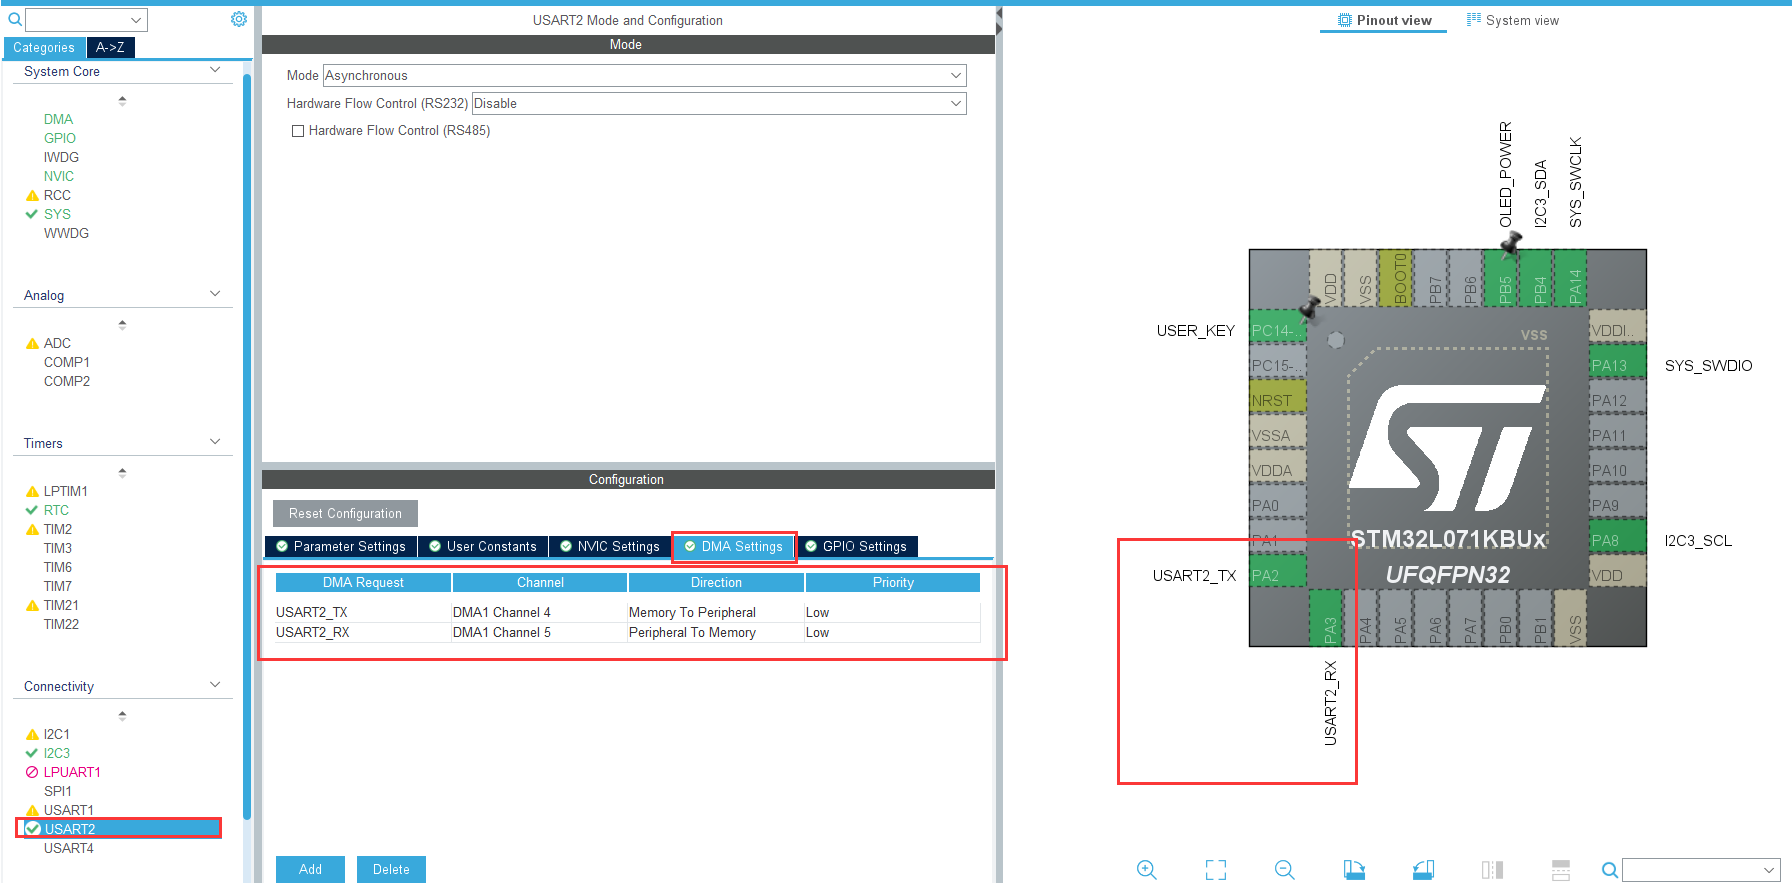 Categories
A->Z
System Core
DMA
GPIO
IWDG
NVIC
RCC
SYS
WWDG
Analog
ADC
COMP1
COMP2
Timers
LPTIM1
RTC
TIM2
TIM3
TIM6
TIM7
TIM21
TIM22
Connectivity
I2C1
I2C3
LPUART1
SPI1
USART1
USART2
USART4
USART2 Mode and Configuration
Mode
Mode Asynchronous
Hardware Flow Control (RS232) Disable
Hardware Flow Control (RS485)
Configuration
Reset Configuration
Parameter Settings User Constants NVIC Settings DMA Settings GPIO Settings
DMA Request Channel Direction Priority
USART2_TX DMA1 Channel 4 Memory To Peripheral Low
USART2_RX DMA1 Channel 5 Peripheral To Memory Low
Add Delete
Pinout view System view
OLED_POWER
I2C3_SDA
SYS_SWCLK
VDD
VSS
BOOT0
PB7
PB6
PB5
PB4
PA14
USER_KEY
PC14-..
PC15-..
NRST
VSSA
VDDA
PA0
PA1
USART2_TX
PA2
VSS
ST
STM32L071KBUx
UFQFPN32
VDDI..
PA13
SYS_SWDIO
PA12
PA11
PA10
PA9
PA8
I2C3_SCL
VDD
PA3
PA4
PA5
PA6
PA7
PB0
PB1
VSS
USART2_RX